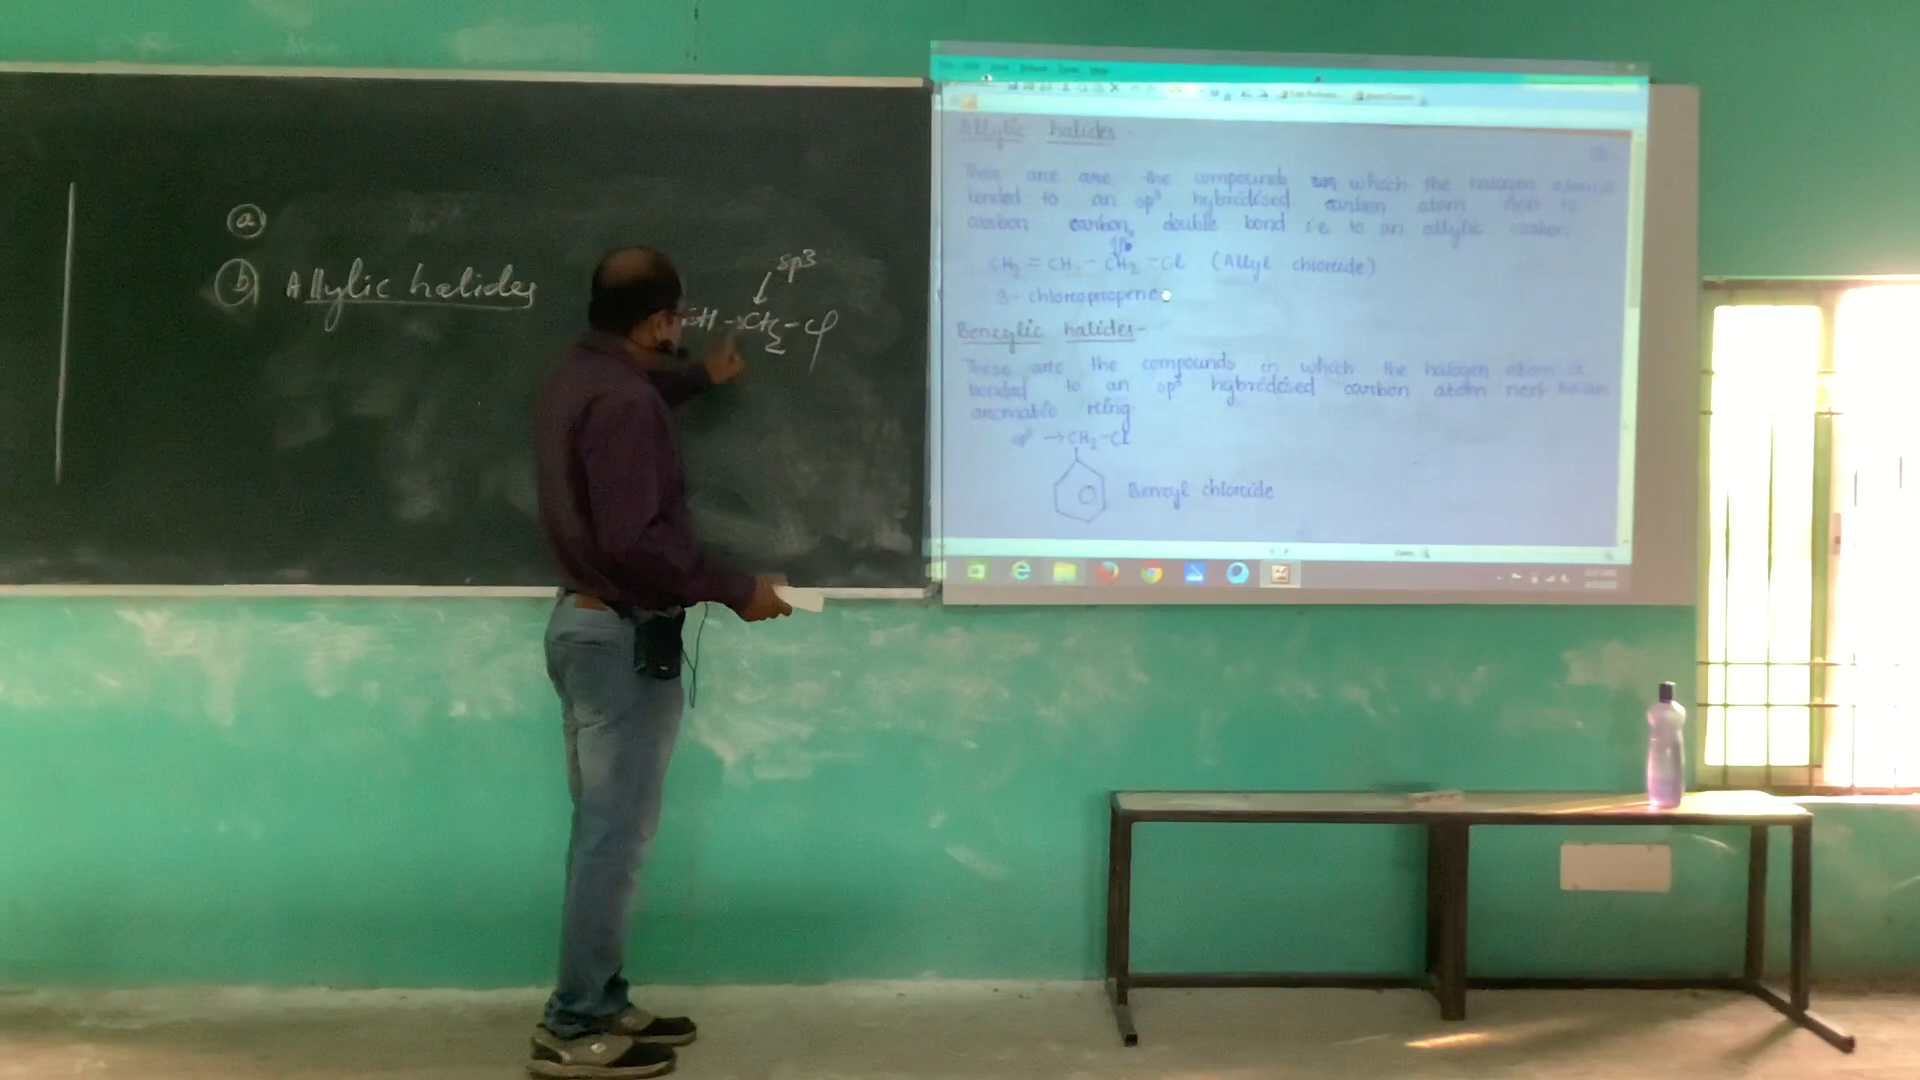 a
b Allylic halides
sp3
CH - CH2 - Cl
Allylic halides
These are are the compounds in which the halogen atom is
bonded to an sp3 hybridised carbon atom next to
carbon carbon, double bond i.e. to an allylic carbon
CH2 = CH - CH2 - Cl (Allyl chloride)
3- chloropropene
Benzylic halides-
These are the compounds in which the halogen atom is
bonded to an sp3 hybridised carbon atom next to an
aromatic ring
sp3 → CH2 - Cl
Benzyl chloride